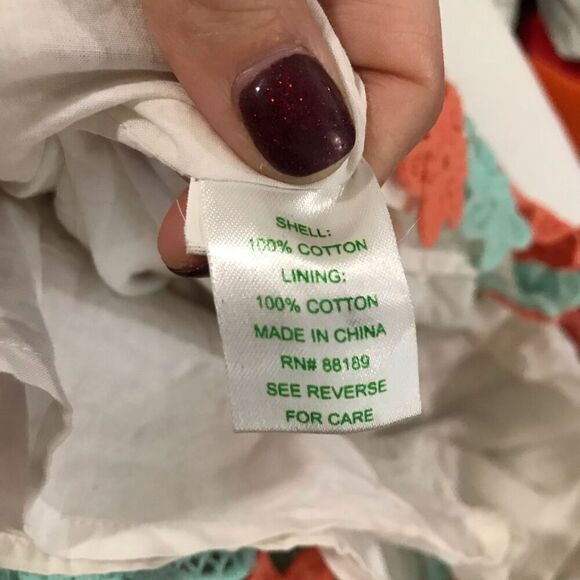 SHELL:
100% COTTON
LINING:
100% COTTON
MADE IN CHINA
RN# 88189
SEE REVERSE
FOR CARE